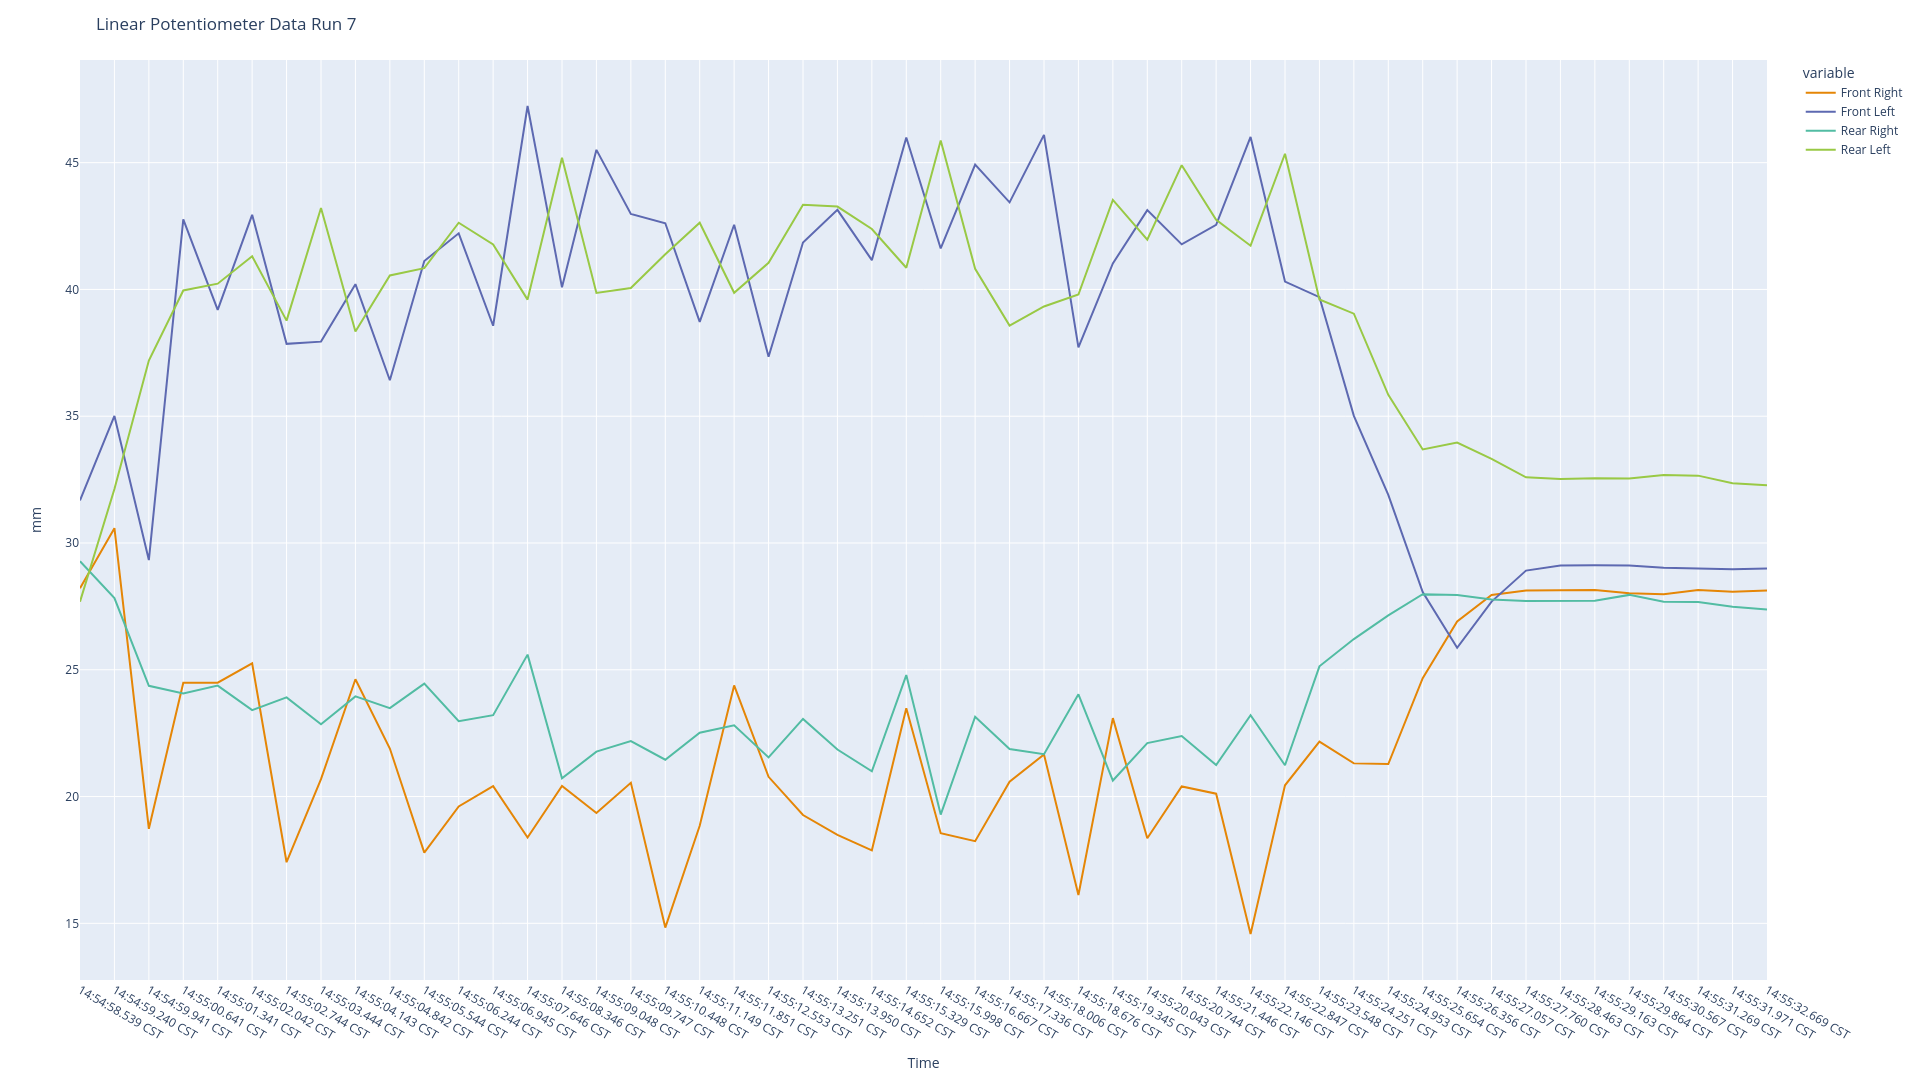 Linear Potentiometer Data Run 7
variable
Front Right
Front Left
Rear Right
Rear Left
45
40
35
30
25
20
15
mm
14:54:58.539 CST
14:54:59.240 CST
14:54:59.941 CST
14:55:00.641 CST
14:55:01.341 CST
14:55:02.042 CST
14:55:02.744 CST
14:55:03.444 CST
14:55:04.143 CST
14:55:04.842 CST
14:55:05.544 CST
14:55:06.244 CST
14:55:06.945 CST
14:55:07.646 CST
14:55:08.346 CST
14:55:09.048 CST
14:55:09.747 CST
14:55:10.448 CST
14:55:11.149 CST
14:55:11.851 CST
14:55:12.553 CST
14:55:13.251 CST
14:55:13.950 CST
14:55:14.652 CST
14:55:15.329 CST
14:55:15.998 CST
14:55:16.667 CST
14:55:17.336 CST
14:55:18.006 CST
14:55:18.676 CST
14:55:19.345 CST
14:55:20.043 CST
14:55:20.744 CST
14:55:21.446 CST
14:55:22.146 CST
14:55:22.847 CST
14:55:23.548 CST
14:55:24.251 CST
14:55:24.953 CST
14:55:25.654 CST
14:55:26.356 CST
14:55:27.057 CST
14:55:27.760 CST
14:55:28.463 CST
14:55:29.163 CST
14:55:29.864 CST
14:55:30.567 CST
14:55:31.269 CST
14:55:31.971 CST
14:55:32.669 CST
Time